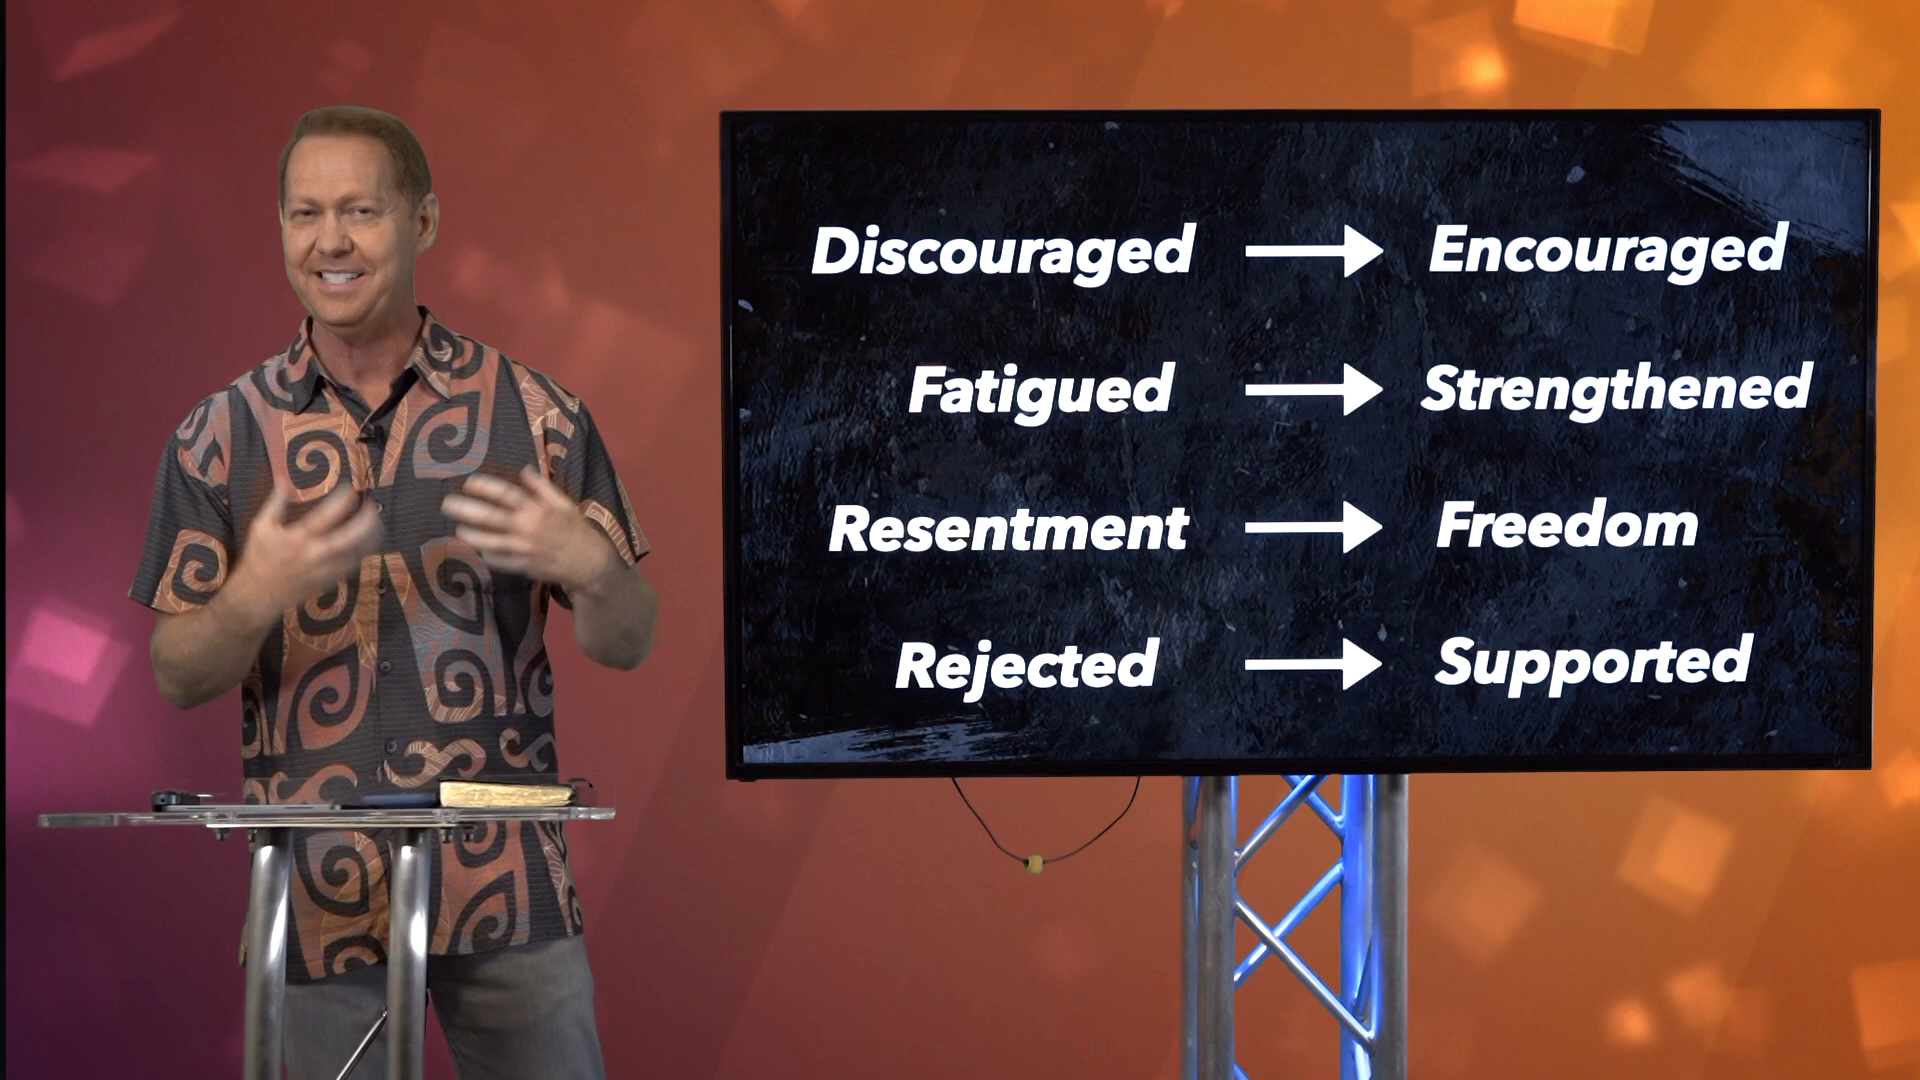 Discouraged → Encouraged
Fatigued → Strengthened
Resentment → Freedom
Rejected → Supported